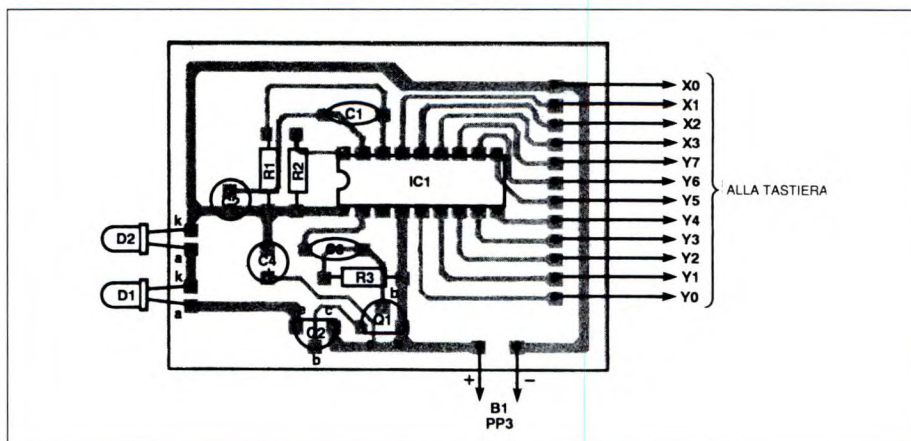 C1
R1
R2
IC1
D2
k
a
C4
R3
D1
k
a
b
Q1
e
c
b
+
−
B1
PP3
X0
X1
X2
X3
Y7
Y6
Y5
Y4
Y3
Y2
Y1
Y0
ALLA TASTIERA